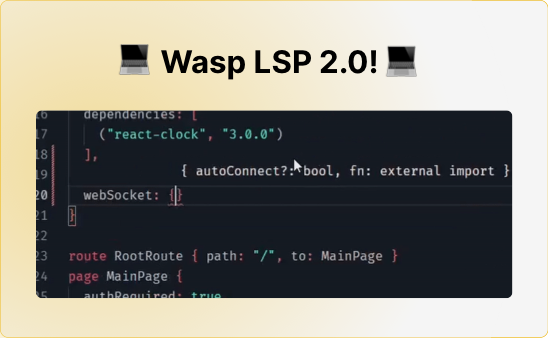 Wasp LSP 2.0!
16 dependencies: [
17 ("react-clock", "3.0.0")
18 ],
19 { autoConnect?: bool, fn: external import }
20 webSocket: {}
21 }
22
23 route RootRoute { path: "/", to: MainPage }
24 page MainPage {
25 authRequired: true